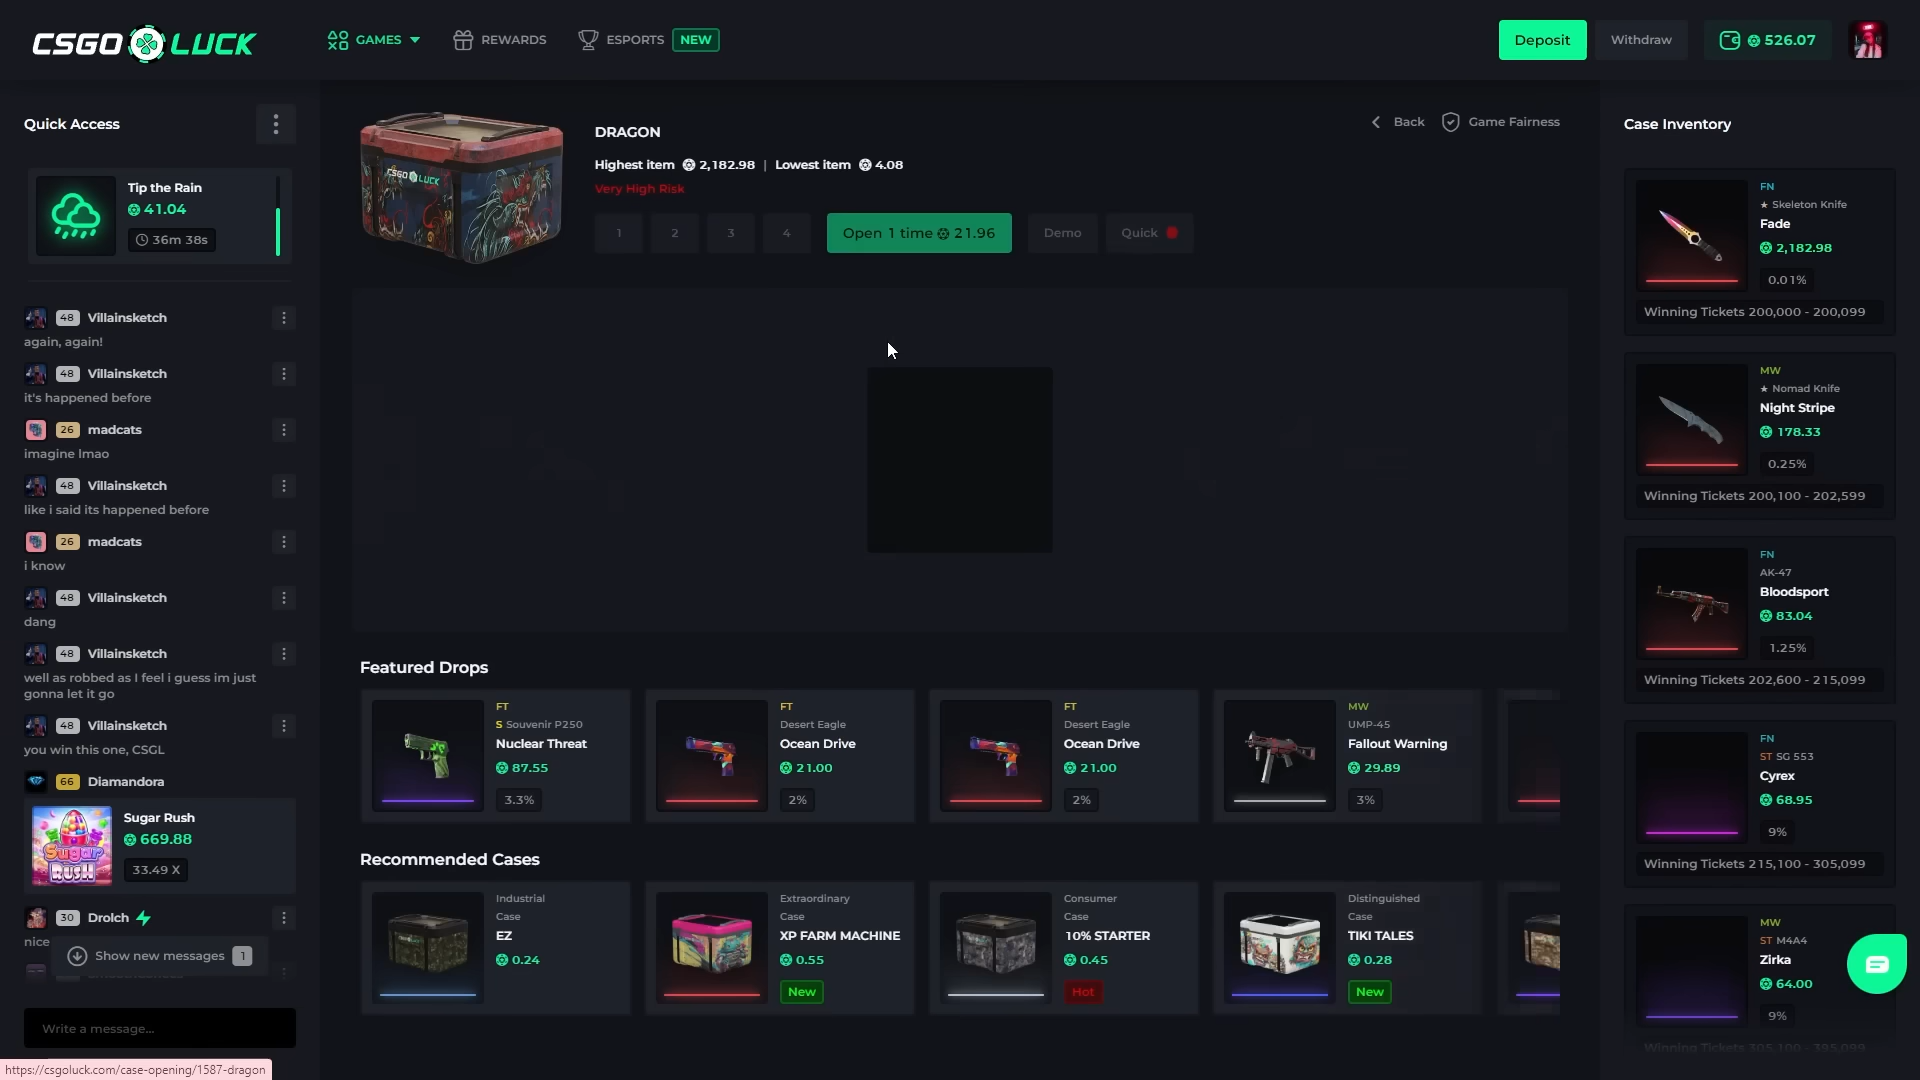 CSGO LUCK
GAMES
REWARDS
ESPORTS NEW
Deposit
Withdraw
526.07
Quick Access
Tip the Rain
41.04
36m 38s
48 Villainsketch
again, again!
48 Villainsketch
it's happened before
26 madcats
imagine lmao
48 Villainsketch
like i said its happened before
26 madcats
i know
48 Villainsketch
dang
48 Villainsketch
well as robbed as I feel i guess im just
gonna let it go
48 Villainsketch
you win this one, CSGL
66 Diamandora
Sugar Rush
669.88
33.49 X
30 Drolch
nice
Show new messages 1
Write a message...
https://csgoluck.com/case-opening/1587-dragon
CSGO LUCK
DRAGON
Highest item 2,182.98 | Lowest item 4.08
Very High Risk
1 2 3 4
Open 1 time 21.96
Demo
Quick
Back
Game Fairness
Featured Drops
FT
S Souvenir P250
Nuclear Threat
87.55
3.3%
FT
Desert Eagle
Ocean Drive
21.00
2%
FT
Desert Eagle
Ocean Drive
21.00
2%
MW
UMP-45
Fallout Warning
29.89
3%
Recommended Cases
Industrial
Case
EZ
0.24
Extraordinary
Case
XP FARM MACHINE
0.55
New
Consumer
Case
10% STARTER
0.45
Hot
Distinguished
Case
TIKI TALES
0.28
New
Case Inventory
FN
★ Skeleton Knife
Fade
2,182.98
0.01%
Winning Tickets 200,000 - 200,099
MW
★ Nomad Knife
Night Stripe
178.33
0.25%
Winning Tickets 200,100 - 202,599
FN
AK-47
Bloodsport
83.04
1.25%
Winning Tickets 202,600 - 215,099
FN
ST SG 553
Cyrex
68.95
9%
Winning Tickets 215,100 - 305,099
MW
ST M4A4
Zirka
64.00
9%
Winning Tickets 305,100 - 395,099